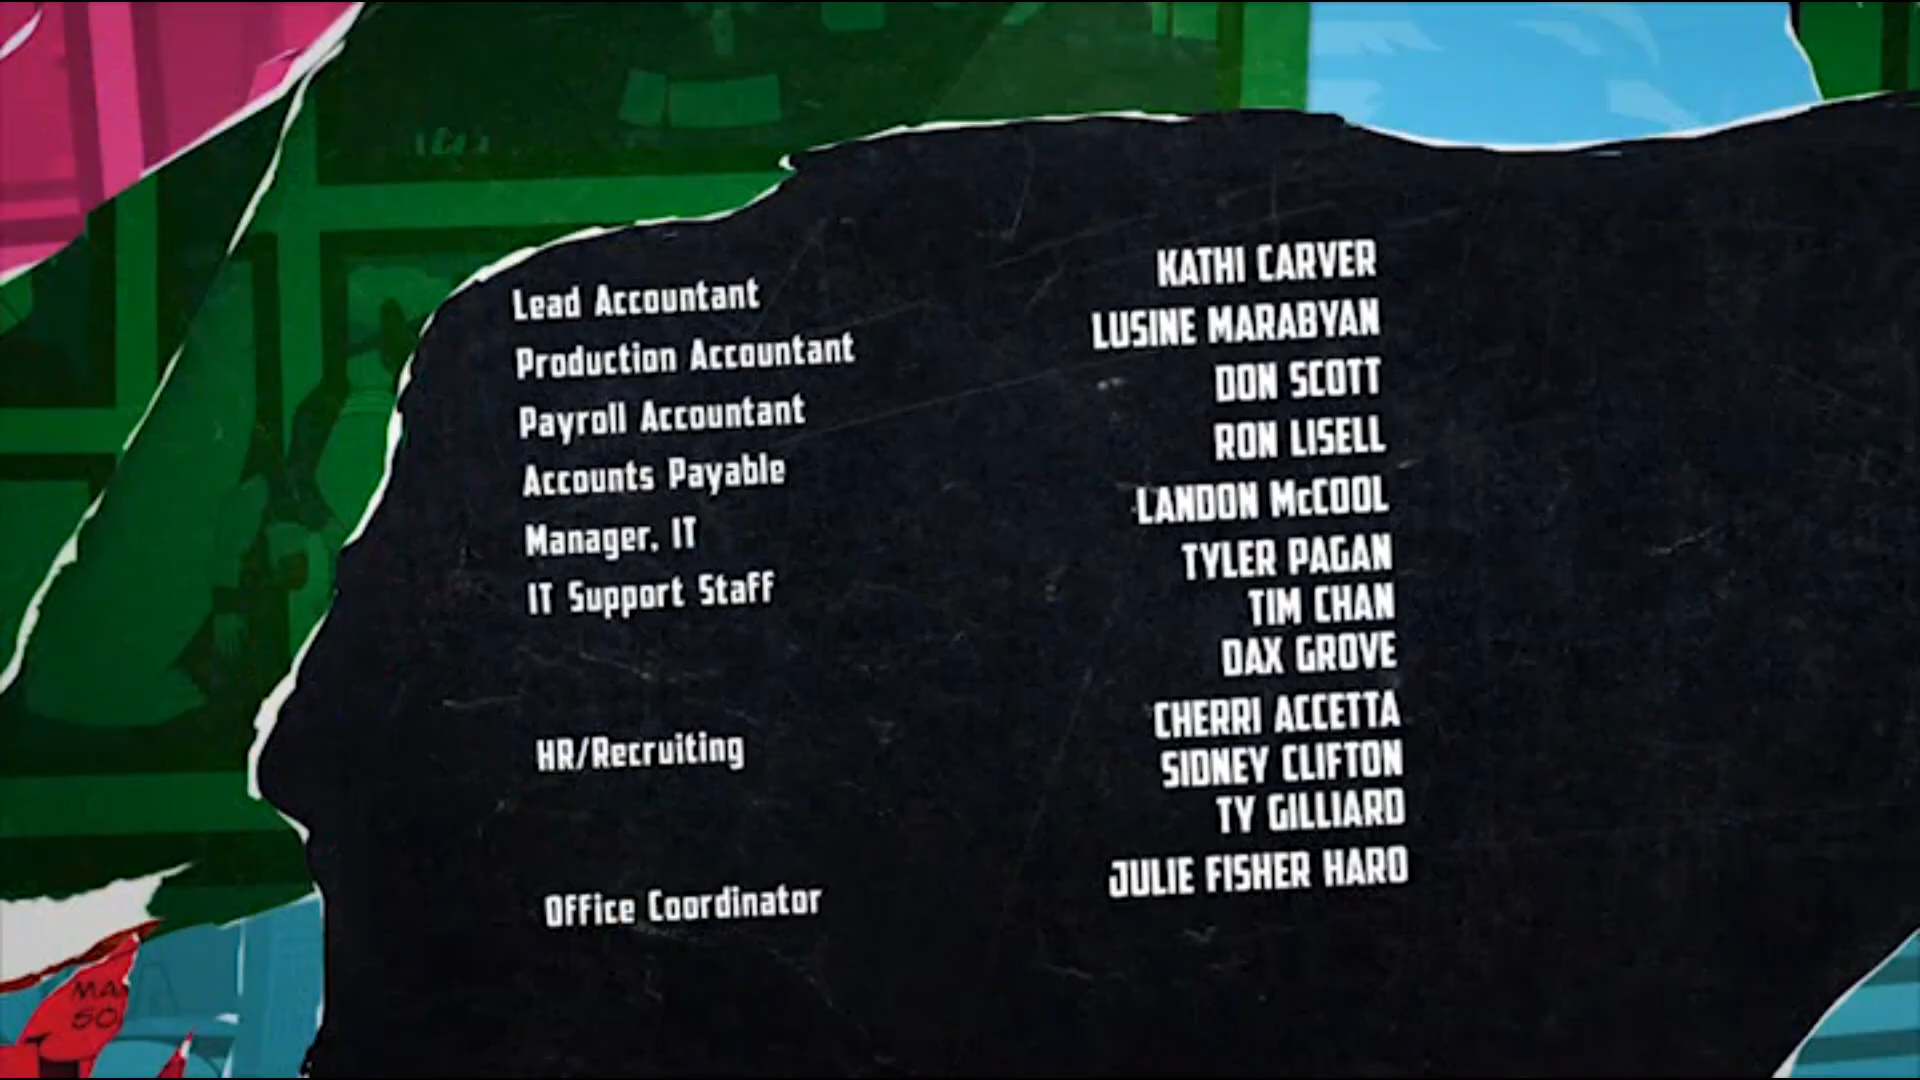 Lead Accountant KATHI CARVER
Production Accountant LUSINE MARABYAN
Payroll Accountant DON SCOTT
Accounts Payable RON LISELL
Manager, IT LANDON McCOOL
IT Support Staff TYLER PAGAN
TIM CHAN
DAX GROVE
HR/Recruiting CHERRI ACCETTA
SIDNEY CLIFTON
TY GILLIARD
Office Coordinator JULIE FISHER HARO